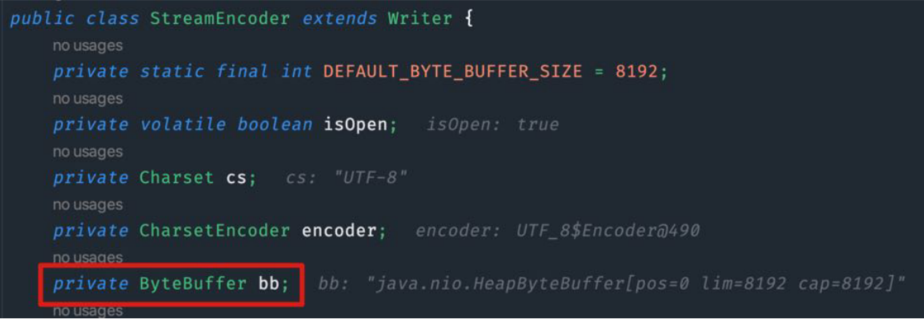 public class StreamEncoder extends Writer {
no usages
private static final int DEFAULT_BYTE_BUFFER_SIZE = 8192;
no usages
private volatile boolean isOpen;   isOpen: true
no usages
private Charset cs;   cs: "UTF-8"
no usages
private CharsetEncoder encoder;   encoder: UTF_8$Encoder@490
no usages
private ByteBuffer bb;   bb: "java.nio.HeapByteBuffer[pos=0 lim=8192 cap=8192]"
no usages